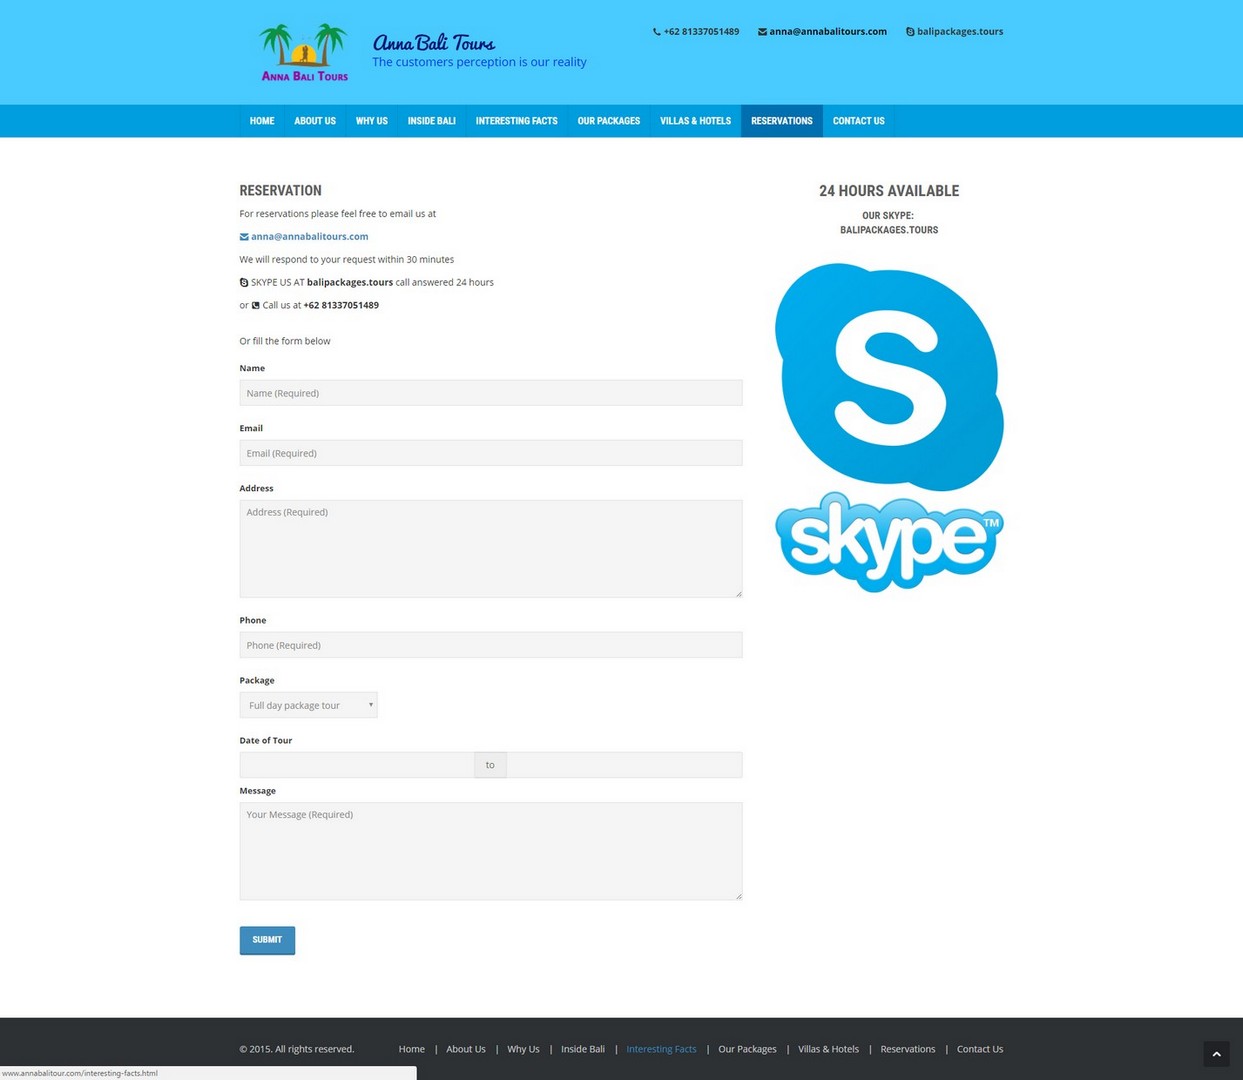 ANNA BALI TOURS
Anna Bali Tours
The customers perception is our reality
+62 81337051489
anna@annabalitours.com
balipackages.tours
HOME
ABOUT US
WHY US
INSIDE BALI
INTERESTING FACTS
OUR PACKAGES
VILLAS & HOTELS
RESERVATIONS
CONTACT US
RESERVATION
For reservations please feel free to email us at
anna@annabalitours.com
We will respond to your request within 30 minutes
SKYPE US AT balipackages.tours call answered 24 hours
or Call us at +62 81337051489
Or fill the form below
Name
Name (Required)
Email
Email (Required)
Address
Address (Required)
Phone
Phone (Required)
Package
Full day package tour
Date of Tour
to
Message
Your Message (Required)
SUBMIT
24 HOURS AVAILABLE
OUR SKYPE:
BALIPACKAGES.TOURS
S
skype TM
© 2015. All rights reserved.
Home | About Us | Why Us | Inside Bali | Interesting Facts | Our Packages | Villas & Hotels | Reservations | Contact Us
www.annabalitour.com/interesting-facts.html